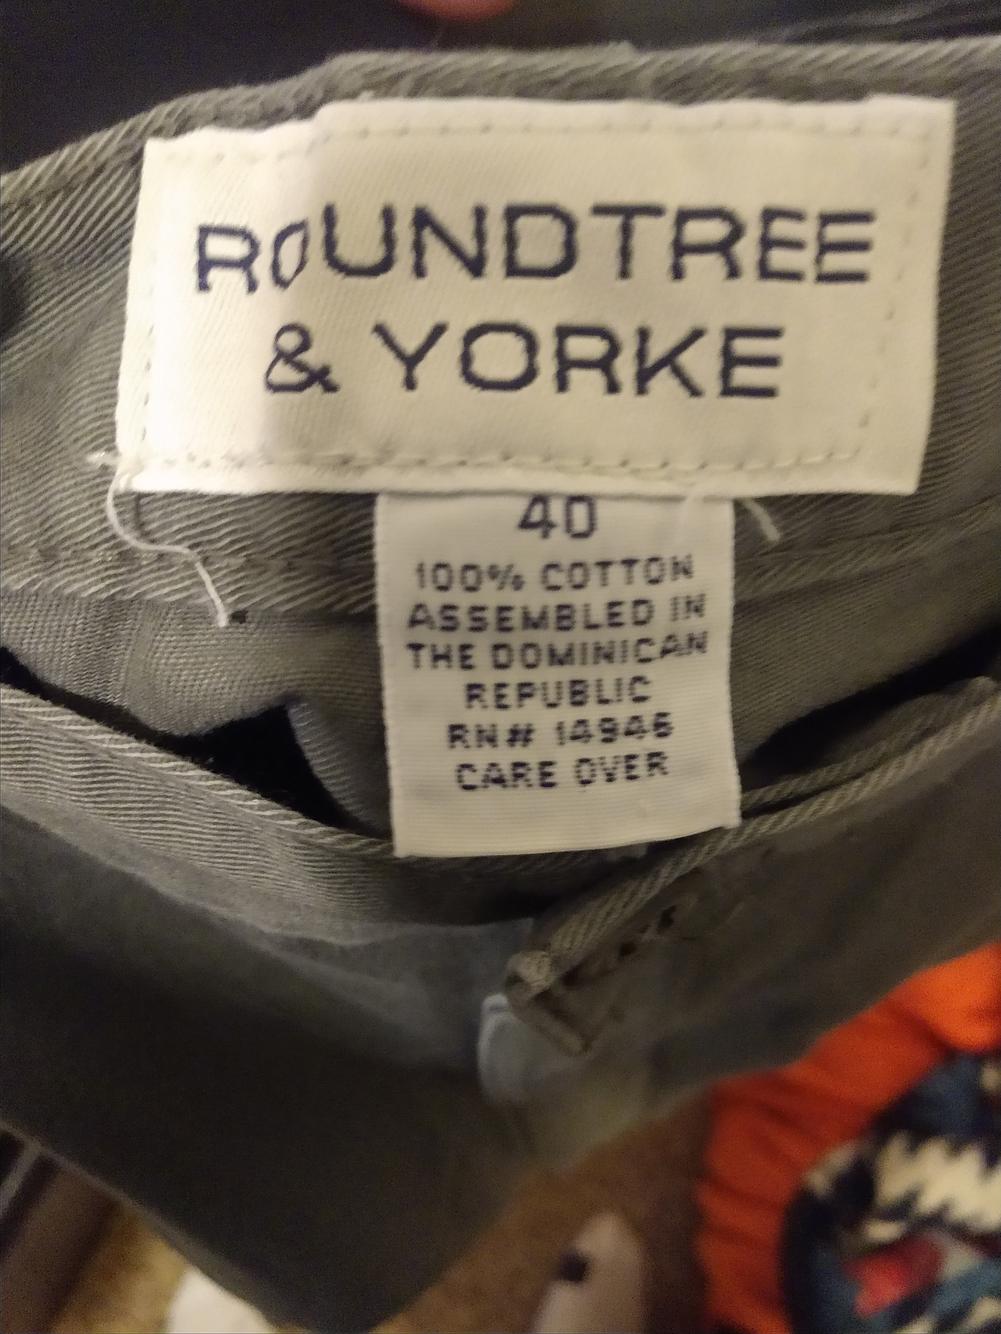 ROUNDTREE
& YORKE
40
100% COTTON
ASSEMBLED IN
THE DOMINICAN
REPUBLIC
RN# 14946
CARE OVER